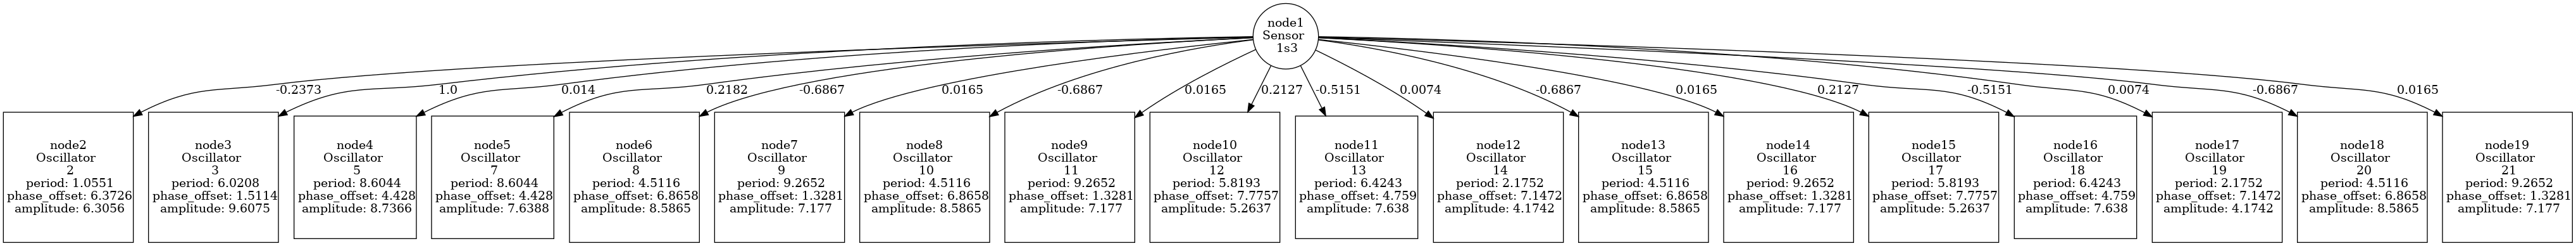 node1
Sensor
1s3
-0.2373
1.0
0.014
0.2182
-0.6867
0.0165
-0.6867
0.0165
0.2127
-0.5151
0.0074
-0.6867
0.0165
0.2127
-0.5151
0.0074
-0.6867
0.0165
node2
Oscillator
2
period: 1.0551
phase_offset: 6.3726
amplitude: 6.3056
node3
Oscillator
3
period: 6.0208
phase_offset: 1.5114
amplitude: 9.6075
node4
Oscillator
5
period: 8.6044
phase_offset: 4.428
amplitude: 8.7366
node5
Oscillator
7
period: 8.6044
phase_offset: 4.428
amplitude: 7.6388
node6
Oscillator
8
period: 4.5116
phase_offset: 6.8658
amplitude: 8.5865
node7
Oscillator
9
period: 9.2652
phase_offset: 1.3281
amplitude: 7.177
node8
Oscillator
10
period: 4.5116
phase_offset: 6.8658
amplitude: 8.5865
node9
Oscillator
11
period: 9.2652
phase_offset: 1.3281
amplitude: 7.177
node10
Oscillator
12
period: 5.8193
phase_offset: 7.7757
amplitude: 5.2637
node11
Oscillator
13
period: 6.4243
phase_offset: 4.759
amplitude: 7.638
node12
Oscillator
14
period: 2.1752
phase_offset: 7.1472
amplitude: 4.1742
node13
Oscillator
15
period: 4.5116
phase_offset: 6.8658
amplitude: 8.5865
node14
Oscillator
16
period: 9.2652
phase_offset: 1.3281
amplitude: 7.177
node15
Oscillator
17
period: 5.8193
phase_offset: 7.7757
amplitude: 5.2637
node16
Oscillator
18
period: 6.4243
phase_offset: 4.759
amplitude: 7.638
node17
Oscillator
19
period: 2.1752
phase_offset: 7.1472
amplitude: 4.1742
node18
Oscillator
20
period: 4.5116
phase_offset: 6.8658
amplitude: 8.5865
node19
Oscillator
21
period: 9.2652
phase_offset: 1.3281
amplitude: 7.177